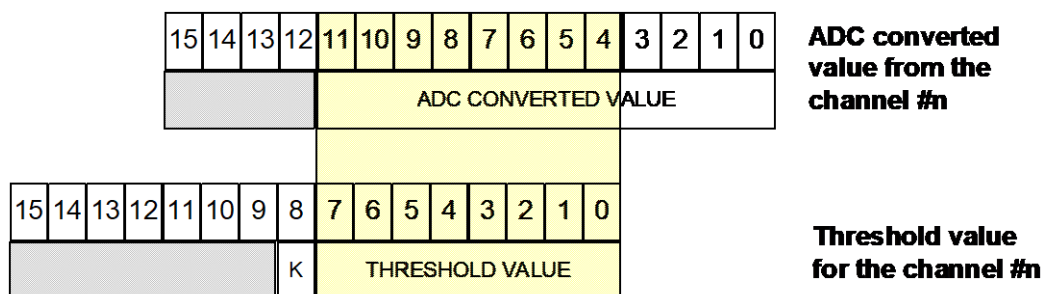 15 14 13 12 11 10 9 8 7 6 5 4 3 2 1 0
ADC converted
value from the
channel #n
ADC CONVERTED VALUE
15 14 13 12 11 10 9 8 7 6 5 4 3 2 1 0
K THRESHOLD VALUE
Threshold value
for the channel #n